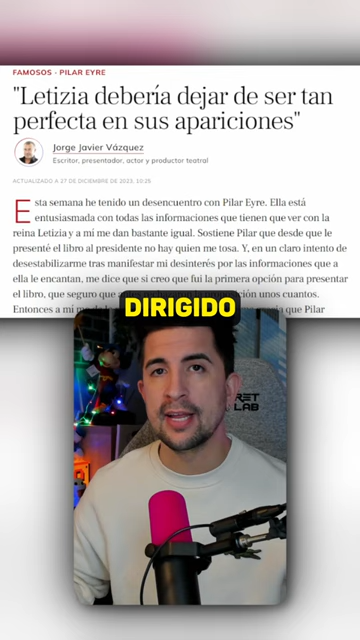 FAMOSOS - PILAR EYRE
"Letizia debería dejar de ser tan
perfecta en sus apariciones"
Jorge Javier Vázquez
Escritor, presentador, actor y productor teatral
ACTUALIZADO A 27 DE DICIEMBRE DE 2023, 10:25
Esta semana he tenido un desencuentro con Pilar Eyre. Ella está
entusiasmada con todas las informaciones que tienen que ver con la
reina Letizia y a mí me dan bastante igual. Sostiene Pilar que desde que le
presenté el libro al presidente no hay quien me tosa. Y, en un claro intento de
desestabilizarme tras manifestar mi desinterés por las informaciones que a
ella le encantan, me dice que si creo que fui la primera opción para presentar
el libro, que seguro que
unos cuantos.
Entonces a mí
que Pilar
DIRIGIDO
RET
LAB